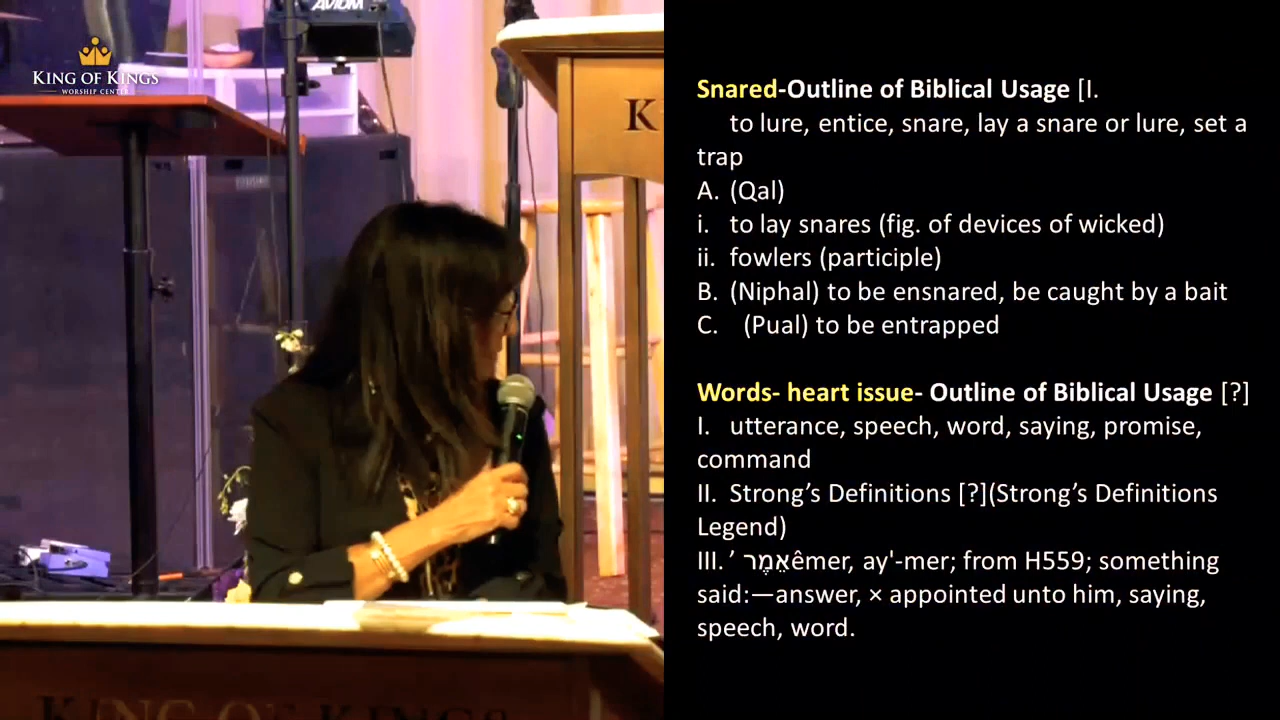 AVIOM
KING OF KINGS
WORSHIP CENTER
K
Snared-Outline of Biblical Usage [I.
to lure, entice, snare, lay a snare or lure, set a
trap
A. (Qal)
i. to lay snares (fig. of devices of wicked)
ii. fowlers (participle)
B. (Niphal) to be ensnared, be caught by a bait
C. (Pual) to be entrapped
Words- heart issue- Outline of Biblical Usage [?]
I. utterance, speech, word, saying, promise,
command
II. Strong’s Definitions [?](Strong’s Definitions
Legend)
III. ’ אֵמֶרêmer, ay'-mer; from H559; something
said:—answer, × appointed unto him, saying,
speech, word.
KING OF KINGS